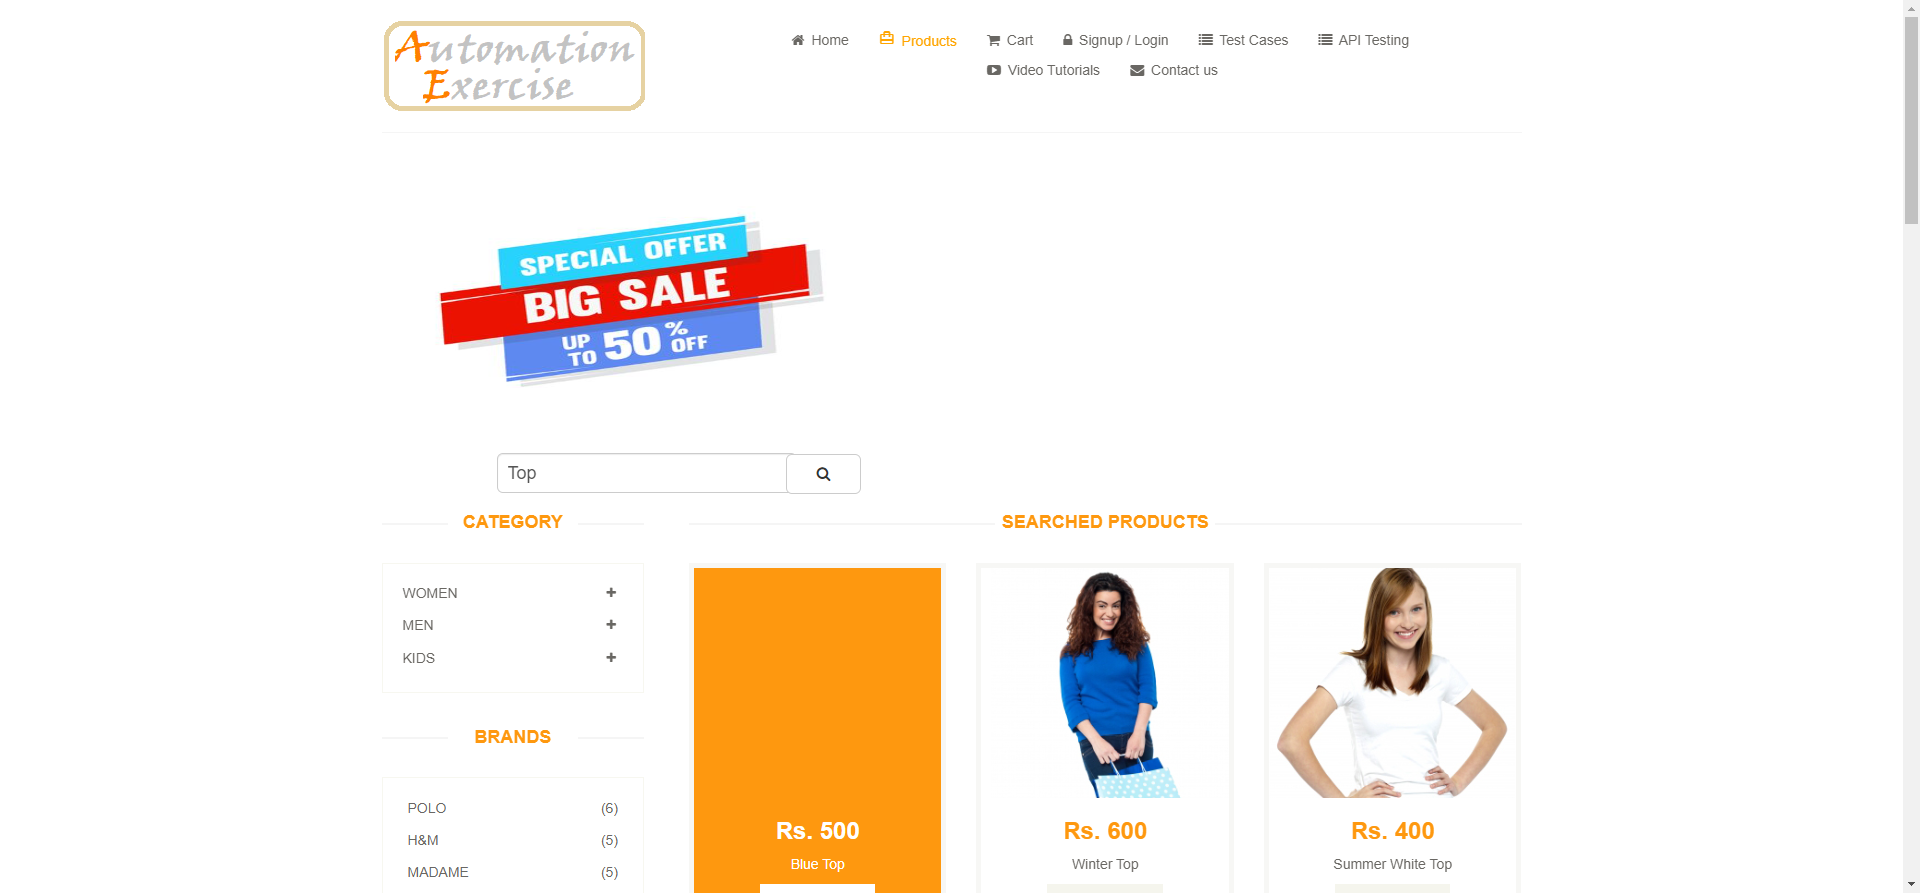 Automation
Exercise
Home
Products
Cart
Signup / Login
Test Cases
API Testing
Video Tutorials
Contact us
SPECIAL OFFER
BIG SALE
UP TO 50% OFF
Top
CATEGORY
SEARCHED PRODUCTS
WOMEN
MEN
KIDS
BRANDS
POLO (6)
H&M (5)
MADAME (5)
Rs. 500
Blue Top
Rs. 600
Winter Top
Rs. 400
Summer White Top